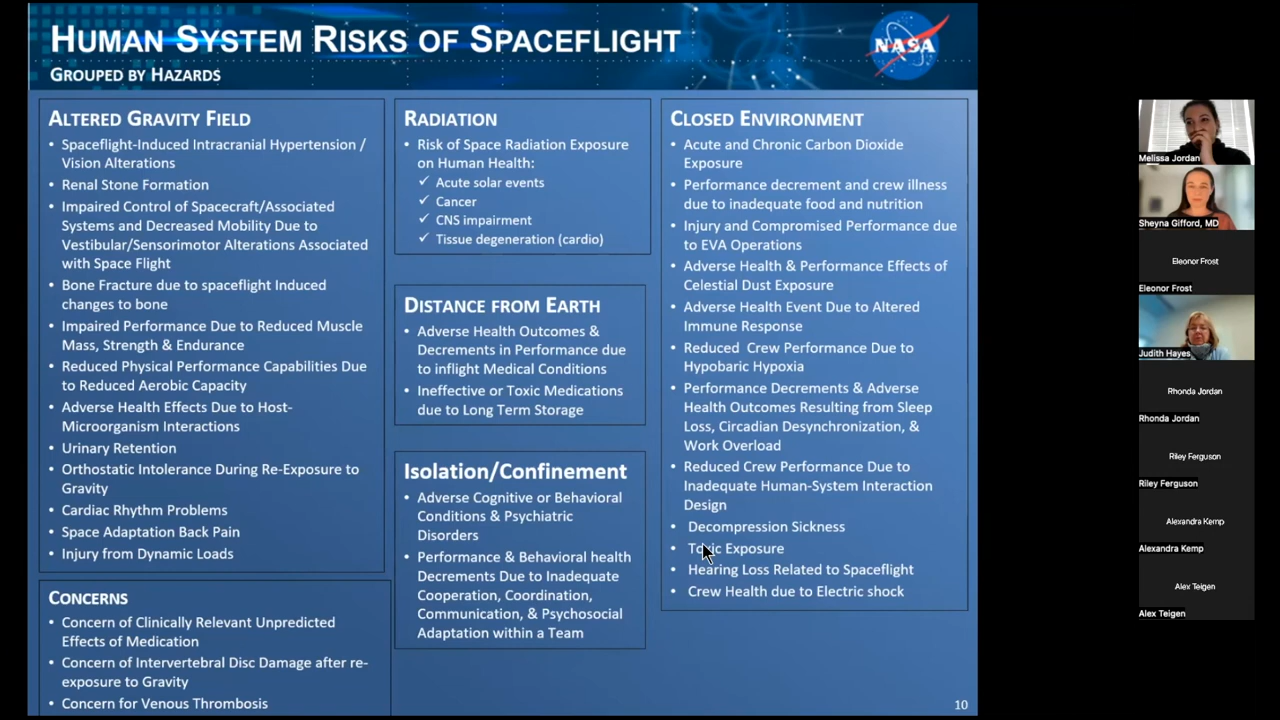 HUMAN SYSTEM RISKS OF SPACEFLIGHT
GROUPED BY HAZARDS
NASA
ALTERED GRAVITY FIELD
• Spaceflight-Induced Intracranial Hypertension /
Vision Alterations
• Renal Stone Formation
• Impaired Control of Spacecraft/Associated
Systems and Decreased Mobility Due to
Vestibular/Sensorimotor Alterations Associated
with Space Flight
• Bone Fracture due to spaceflight Induced
changes to bone
• Impaired Performance Due to Reduced Muscle
Mass, Strength & Endurance
• Reduced Physical Performance Capabilities Due
to Reduced Aerobic Capacity
• Adverse Health Effects Due to Host-
Microorganism Interactions
• Urinary Retention
• Orthostatic Intolerance During Re-Exposure to
Gravity
• Cardiac Rhythm Problems
• Space Adaptation Back Pain
• Injury from Dynamic Loads
CONCERNS
• Concern of Clinically Relevant Unpredicted
Effects of Medication
• Concern of Intervertebral Disc Damage after re-
exposure to Gravity
• Concern for Venous Thrombosis
RADIATION
• Risk of Space Radiation Exposure
on Human Health:
✓ Acute solar events
✓ Cancer
✓ CNS impairment
✓ Tissue degeneration (cardio)
DISTANCE FROM EARTH
• Adverse Health Outcomes &
Decrements in Performance due
to inflight Medical Conditions
• Ineffective or Toxic Medications
due to Long Term Storage
Isolation/Confinement
• Adverse Cognitive or Behavioral
Conditions & Psychiatric
Disorders
• Performance & Behavioral health
Decrements Due to Inadequate
Cooperation, Coordination,
Communication, & Psychosocial
Adaptation within a Team
CLOSED ENVIRONMENT
• Acute and Chronic Carbon Dioxide
Exposure
• Performance decrement and crew illness
due to inadequate food and nutrition
• Injury and Compromised Performance due
to EVA Operations
• Adverse Health & Performance Effects of
Celestial Dust Exposure
• Adverse Health Event Due to Altered
Immune Response
• Reduced Crew Performance Due to
Hypobaric Hypoxia
• Performance Decrements & Adverse
Health Outcomes Resulting from Sleep
Loss, Circadian Desynchronization, &
Work Overload
• Reduced Crew Performance Due to
Inadequate Human-System Interaction
Design
• Decompression Sickness
• Toxic Exposure
• Hearing Loss Related to Spaceflight
• Crew Health due to Electric shock
10
Melissa Jordan
Sheyna Gifford, MD
Eleonor Frost
Eleonor Frost
Judith Hayes
Rhonda Jordan
Rhonda Jordan
Riley Ferguson
Riley Ferguson
Alexandra Kemp
Alexandra Kemp
Alex Teigen
Alex Teigen